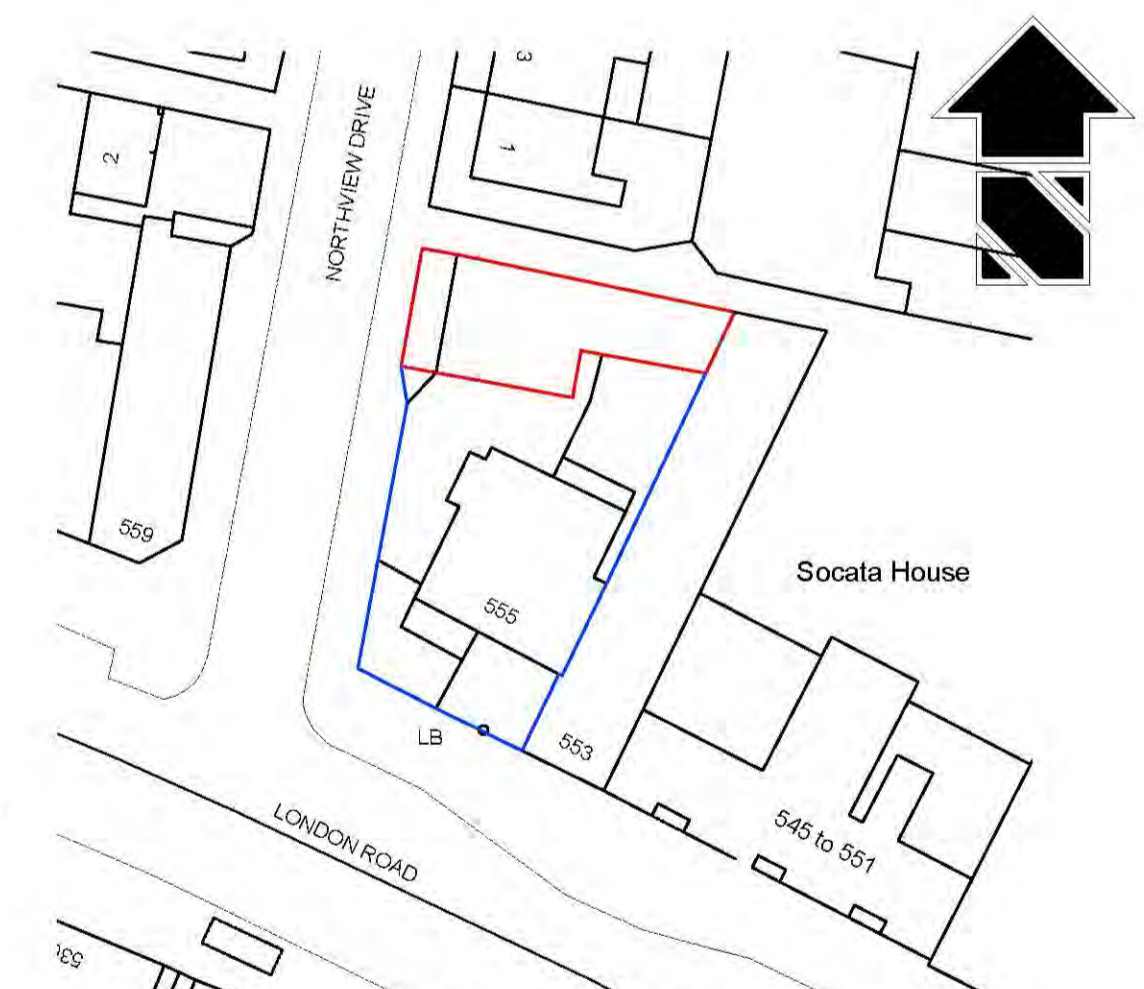 3
1
2
NORTHVIEW DRIVE
559
Socata House
555
LB
553
LONDON ROAD
545 to 551